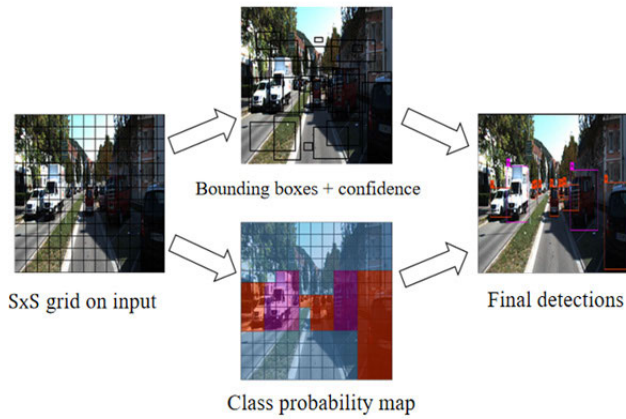 Bounding boxes + confidence
SxS grid on input
Final detections
Class probability map